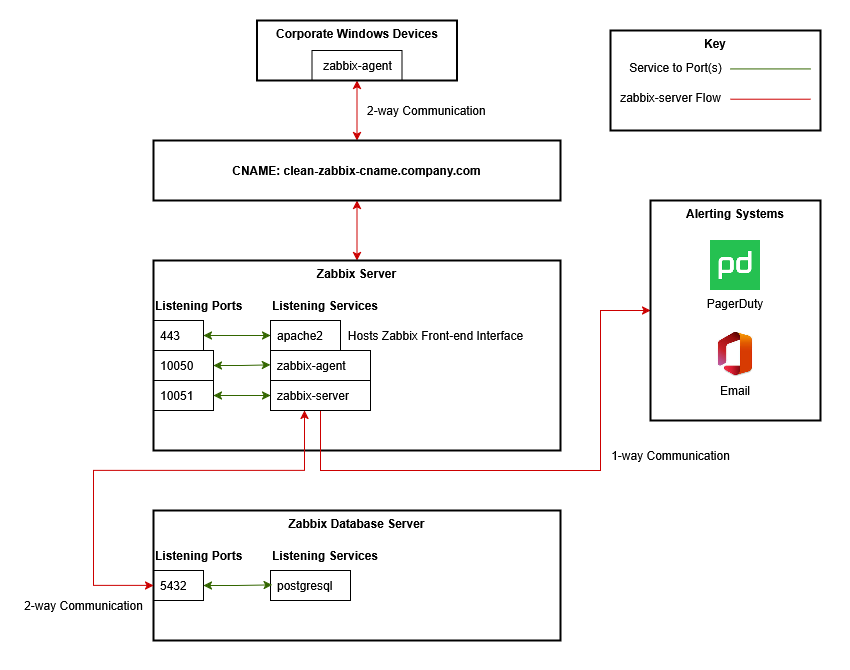 Corporate Windows Devices
zabbix-agent
2-way Communication
Key
Service to Port(s)
zabbix-server Flow
CNAME: clean-zabbix-cname.company.com
Alerting Systems
pd
PagerDuty
Email
1-way Communication
Zabbix Server
Listening Ports
Listening Services
443
apache2
Hosts Zabbix Front-end Interface
10050
zabbix-agent
10051
zabbix-server
Zabbix Database Server
Listening Ports
Listening Services
5432
postgresql
2-way Communication